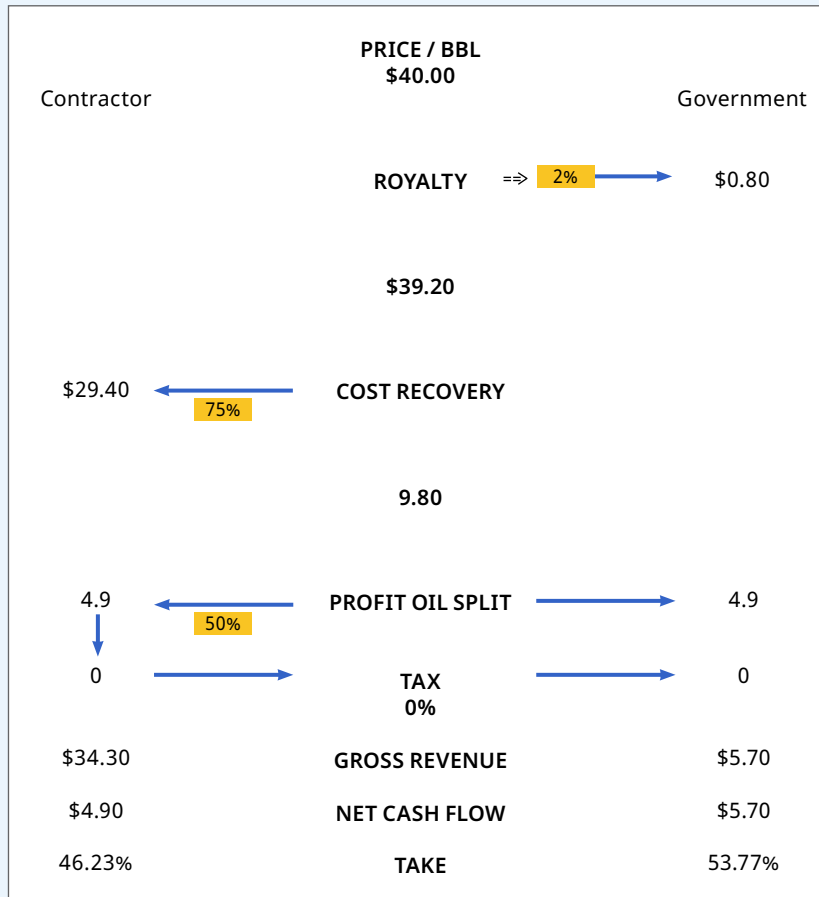 PRICE / BBL
$40.00
Contractor
Government
ROYALTY ==> 2% $0.80
$39.20
$29.40 COST RECOVERY
75%
9.80
4.9 PROFIT OIL SPLIT 4.9
50%
0 TAX 0
0%
$34.30 GROSS REVENUE $5.70
$4.90 NET CASH FLOW $5.70
46.23% TAKE 53.77%